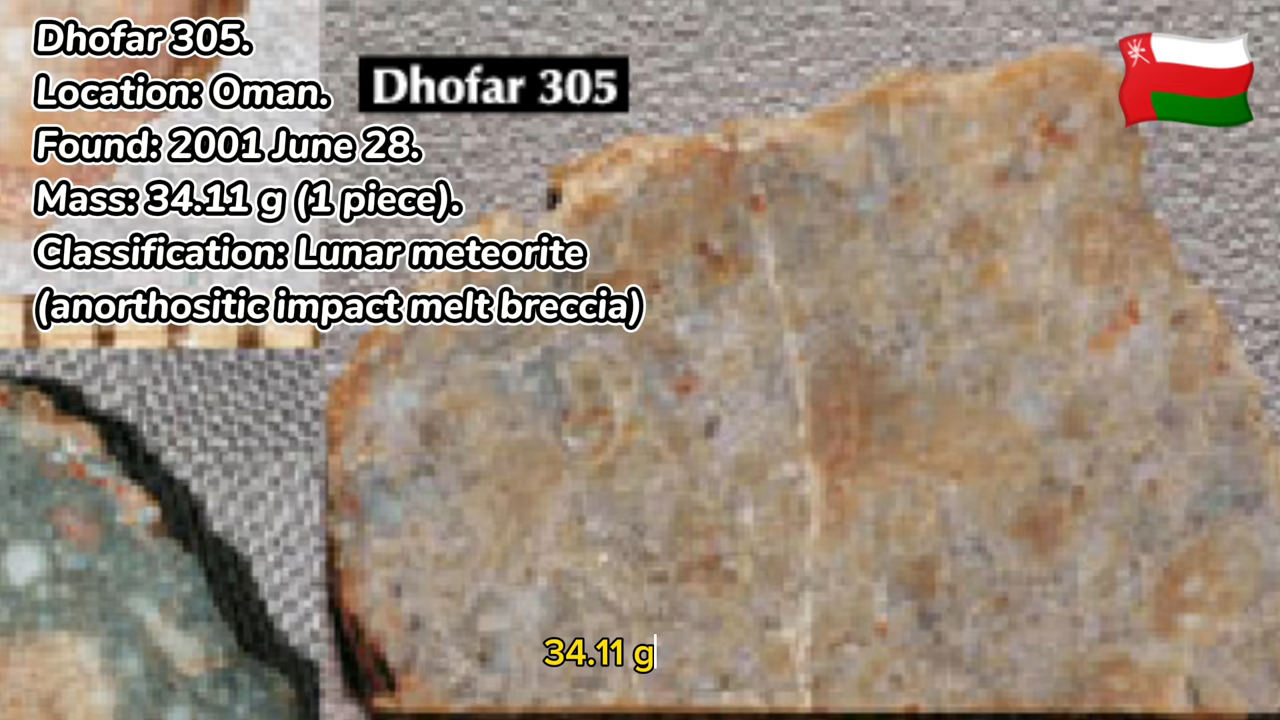 Dhofar 305.
Location: Oman.
Found: 2001 June 28.
Mass: 34.11 g (1 piece).
Classification: Lunar meteorite
(anorthositic impact melt breccia)
Dhofar 305
34.11 g